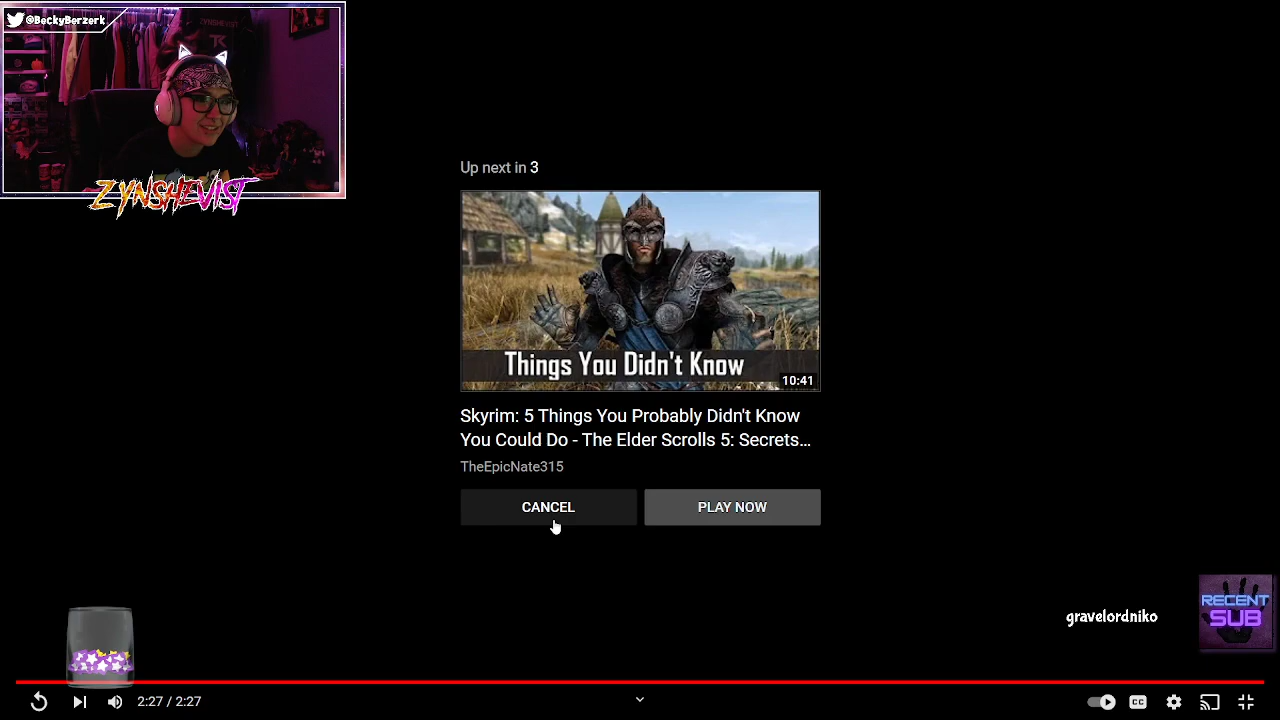 @BeckyBerzerk
ZYNSHEVIST
Up next in 3
Things You Didn't Know
10:41
Skyrim: 5 Things You Probably Didn't Know
You Could Do - The Elder Scrolls 5: Secrets...
TheEpicNate315
CANCEL
PLAY NOW
gravelordniko
RECENT
SUB
2:27 / 2:27
CC